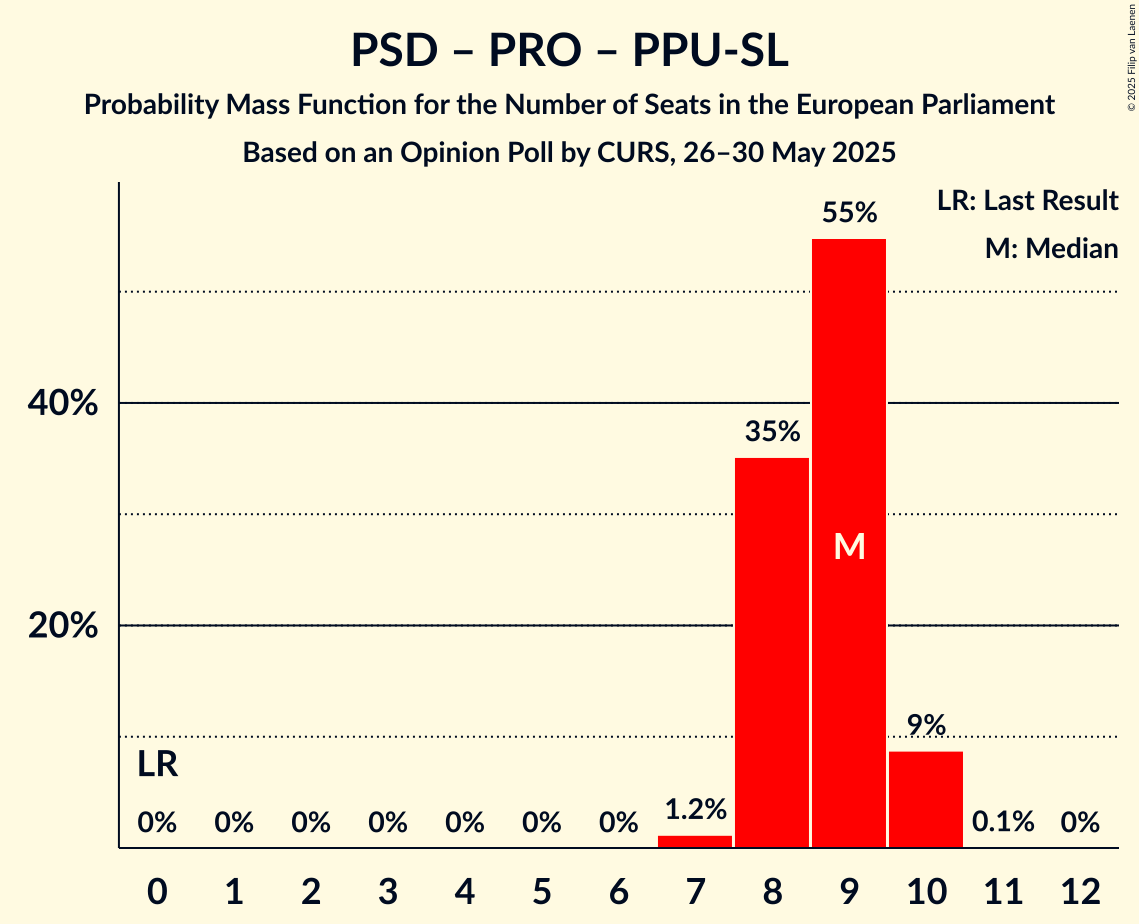 PSD – PRO – PPU-SL
Probability Mass Function for the Number of Seats in the European Parliament
Based on an Opinion Poll by CURS, 26–30 May 2025
© 2025 Filip van Laenen
LR: Last Result
M: Median
55%
40%
35%
M
20%
9%
LR
1.2%
0% 0% 0% 0% 0% 0% 0% 0.1% 0%
0 1 2 3 4 5 6 7 8 9 10 11 12